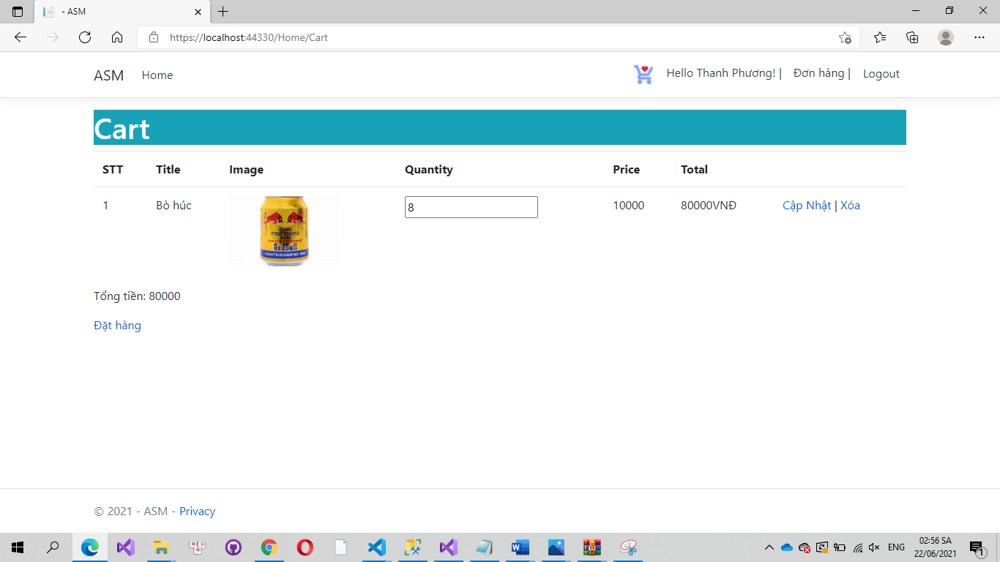 - ASM
https://localhost:44330/Home/Cart
ASM Home Hello Thanh Phương! | Đơn hàng | Logout
Cart
STT Title Image Quantity Price Total
1 Bò húc 8 10000 80000VNĐ Cập Nhật | Xóa
RedBull
KRATINGDAENG
Tổng tiền: 80000
Đặt hàng
© 2021 - ASM - Privacy
ENG
02:56 SA
22/06/2021
1